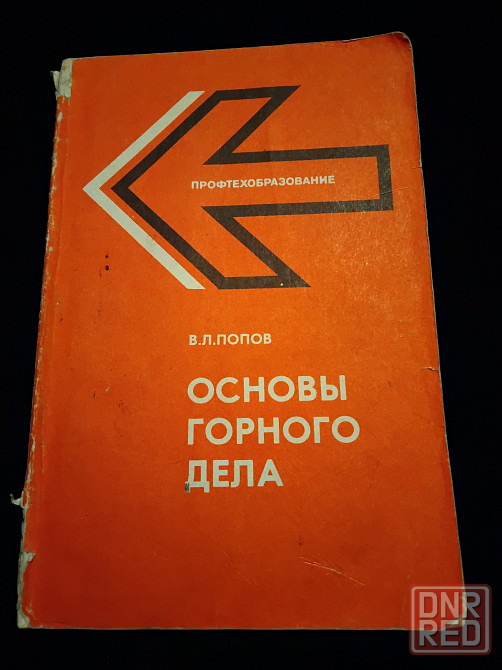 ПРОФТЕХОБРАЗОВАНИЕ
В.Л.ПОПОВ
ОСНОВЫ
ГОРНОГО
ДЕЛА
DNR
RED